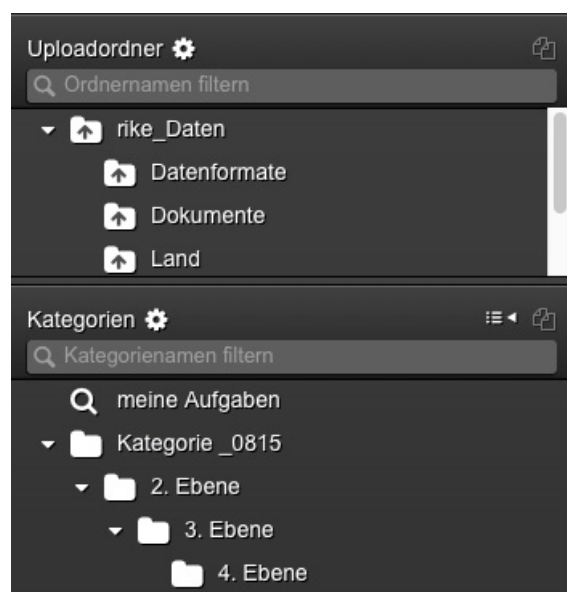 Uploadordner
Ordnernamen filtern
rike_Daten
Datenformate
Dokumente
Land
Kategorien
Kategorienamen filtern
meine Aufgaben
Kategorie _0815
2. Ebene
3. Ebene
4. Ebene